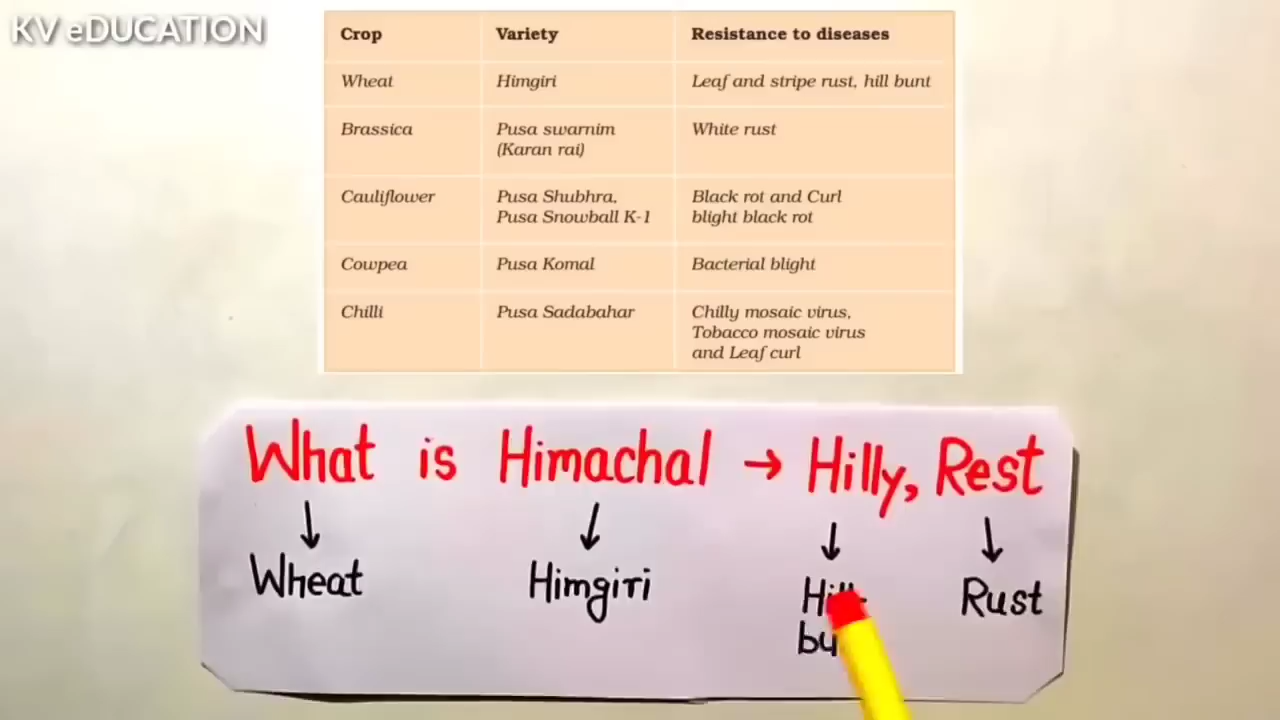 KV eDUCATION
Crop Variety Resistance to diseases
Wheat Himgiri Leaf and stripe rust, hill bunt
Brassica Pusa swarnim White rust
(Karan rai)
Cauliflower Pusa Shubhra, Black rot and Curl
Pusa Snowball K-1 blight black rot
Cowpea Pusa Komal Bacterial blight
Chilli Pusa Sadabahar Chilly mosaic virus,
Tobacco mosaic virus
and Leaf curl
What is Himachal → Hilly, Rest
↓ ↓ ↓ ↓
Wheat Himgiri Rust